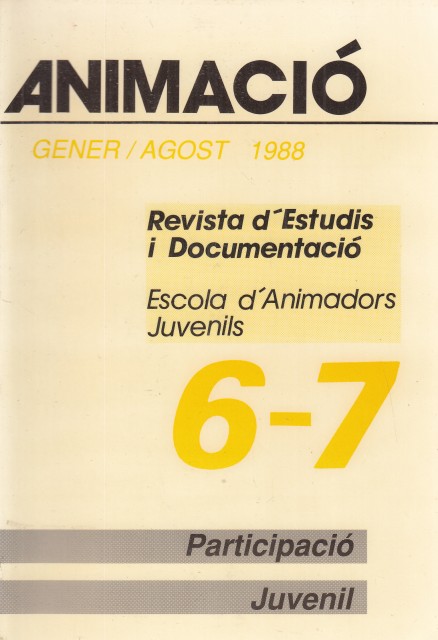 ANIMACIÓ
GENER / AGOST 1988
Revista d´Estudis
i Documentació
Escola d´Animadors
Juvenils
6-7
Participació
Juvenil